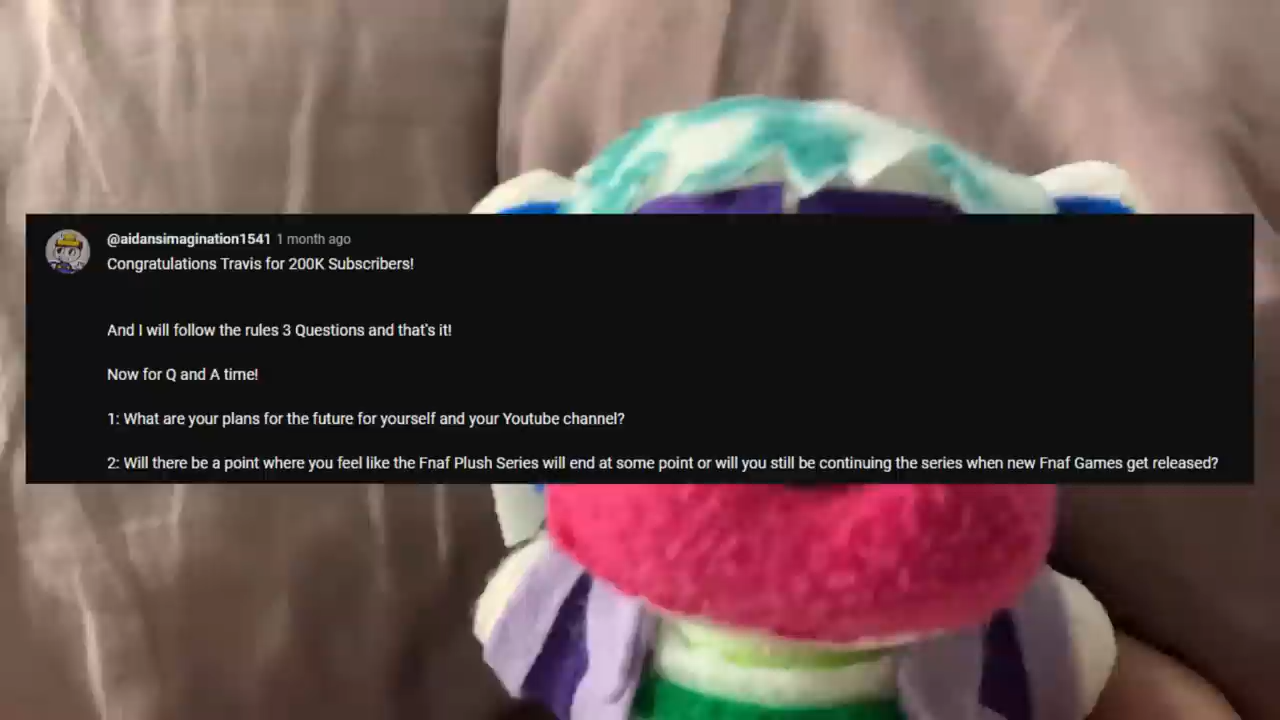 @aidansimagination1541 1 month ago
Congratulations Travis for 200K Subscribers!
And I will follow the rules 3 Questions and that's it!
Now for Q and A time!
1: What are your plans for the future for yourself and your Youtube channel?
2: Will there be a point where you feel like the Fnaf Plush Series will end at some point or will you still be continuing the series when new Fnaf Games get released?